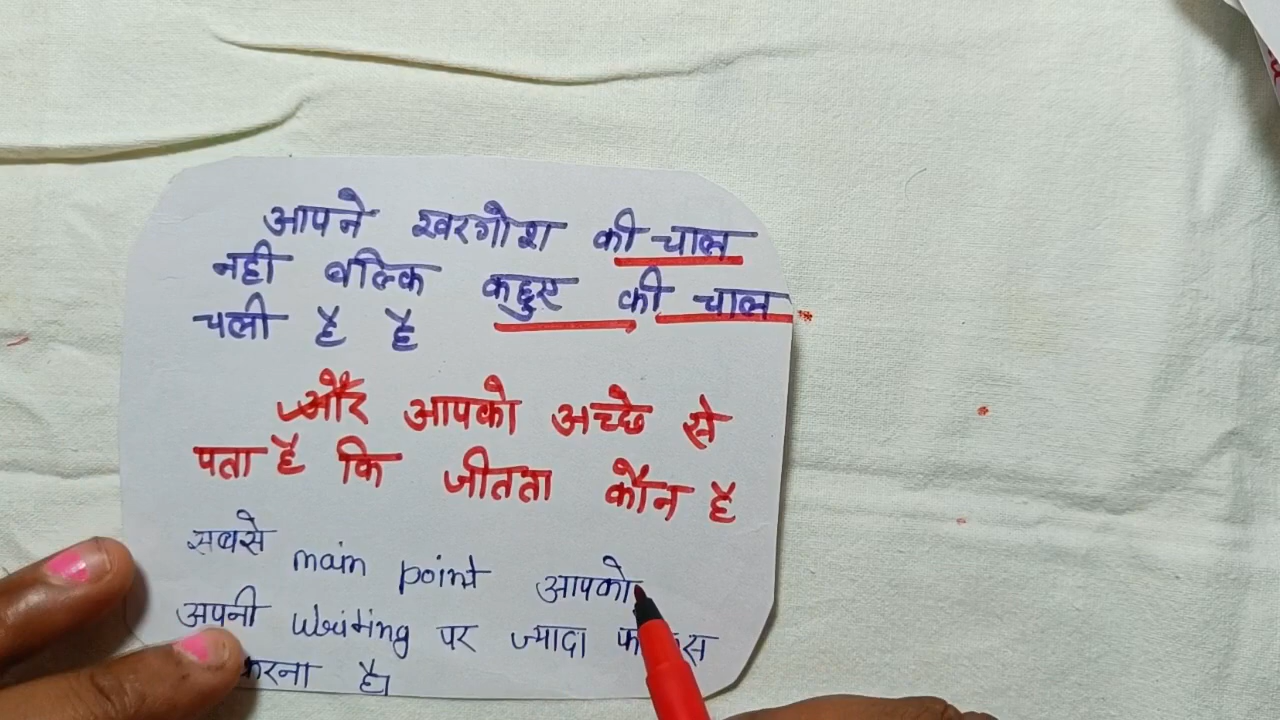 आपने खरगोश की चाल
नही बल्कि कछुए की चाल
चली है है
और आपको अच्छे से
पता है कि जीतता कौन है
सबसे main point आपको
अपनी writing पर ज्यादा
करना है।